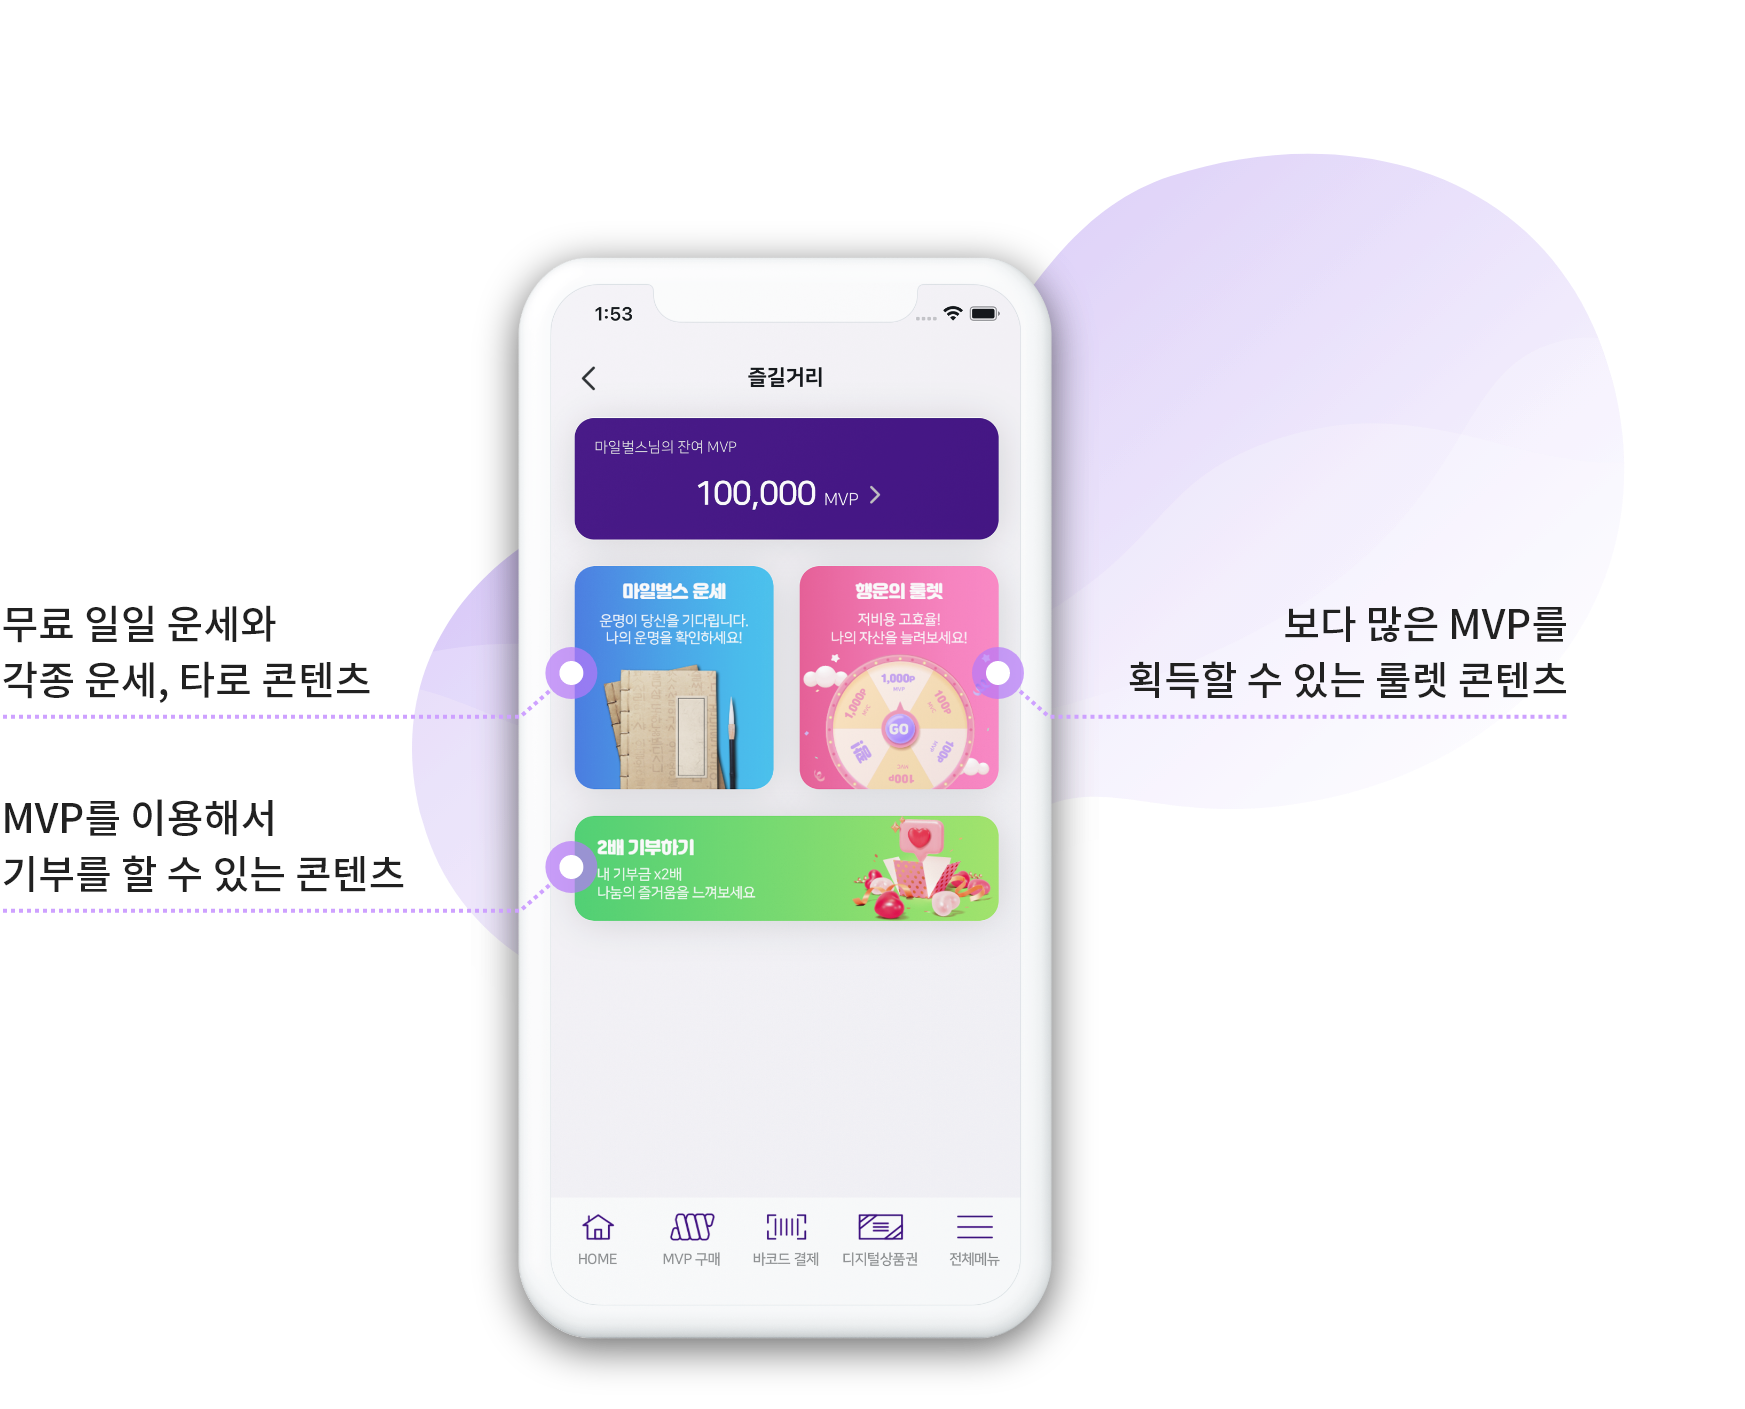 1:53
즐길거리
마일벌스님의 잔여 MVP
100,000 MVP
마일벌스 운세
운명이 당신을 기다립니다.
나의 운명을 확인하세요!
행운의 룰렛
저비용 고효율!
나의 자산을 늘려보세요!
1,000P
MVP
100P
MVP
100P
MVP
100P
MVP
꽝!
1,000P
MVP
GO
무료 일일 운세와
각종 운세, 타로 콘텐츠
보다 많은 MVP를
획득할 수 있는 룰렛 콘텐츠
MVP를 이용해서
기부를 할 수 있는 콘텐츠
2배 기부하기
내 기부금 x2배
나눔의 즐거움을 느껴보세요
HOME
MVP 구매
바코드 결제
디지털상품권
전체메뉴